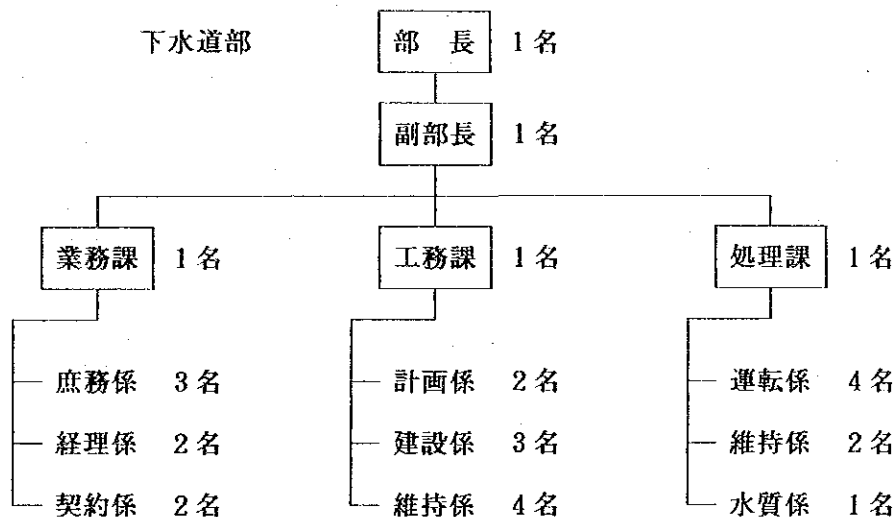 下水道部 部　長 1名
副部長 1名
業務課 1名 工務課 1名 処理課 1名
庶務係 3名 計画係 2名 運転係 4名
経理係 2名 建設係 3名 維持係 2名
契約係 2名 維持係 4名 水質係 1名